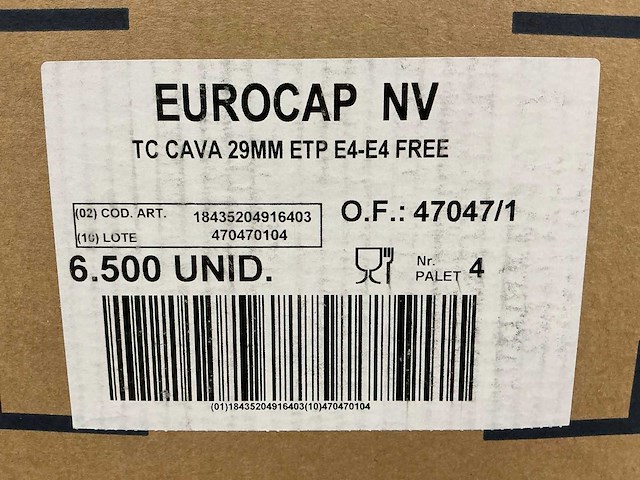 EUROCAP NV
TC CAVA 29MM ETP E4-E4 FREE
(02) COD. ART. 18435204916403
(10) LOTE 470470104
O.F.: 47047/1
6.500 UNID.
Nr. PALET 4
(01)18435204916403(10)470470104